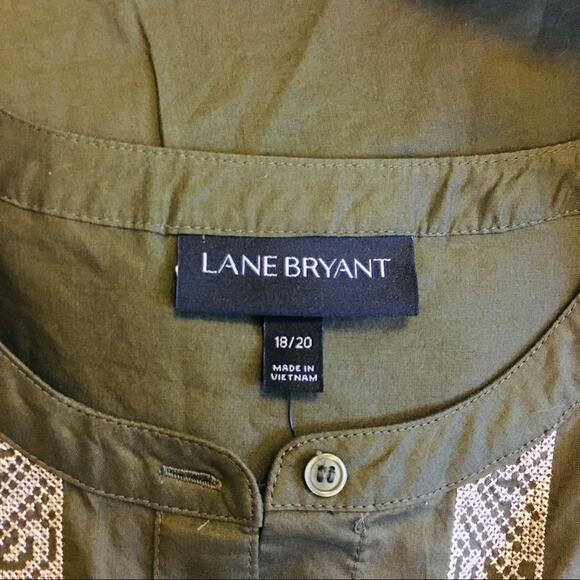 LANE BRYANT
18/20
MADE IN
VIETNAM